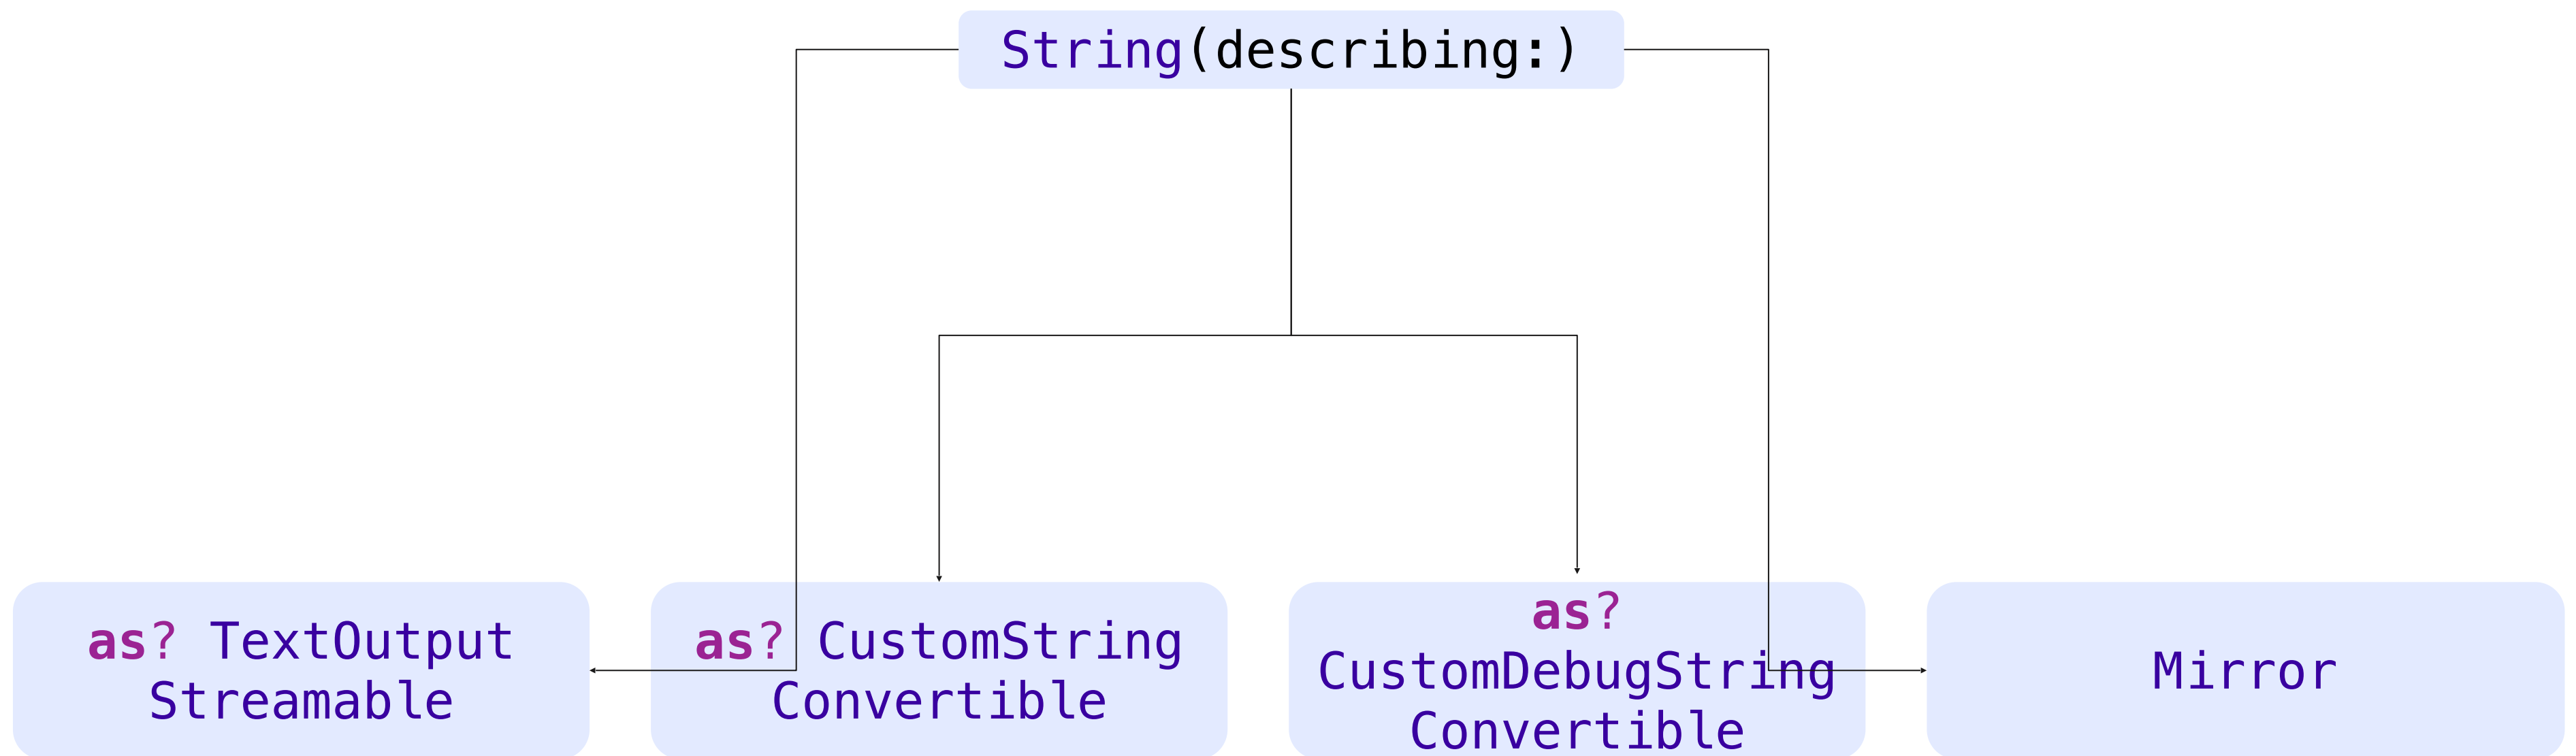 String(describing:)
as? TextOutput
Streamable
as? CustomString
Convertible
as?
CustomDebugString
Convertible
Mirror